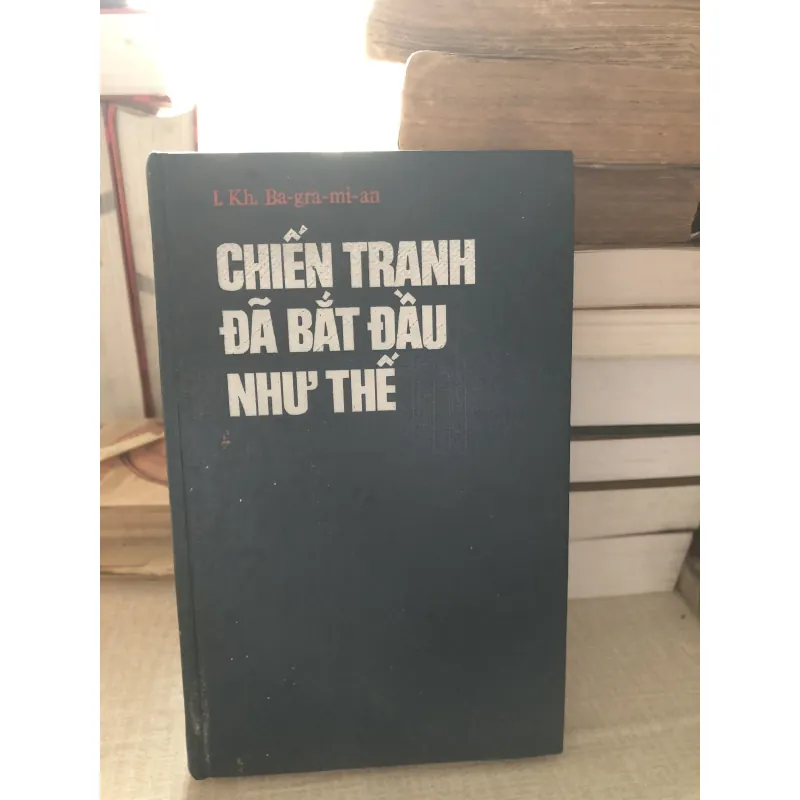 I. Kh. Ba-gra-mi-an
CHIẾN TRANH
ĐÃ BẮT ĐẦU
NHƯ THẾ